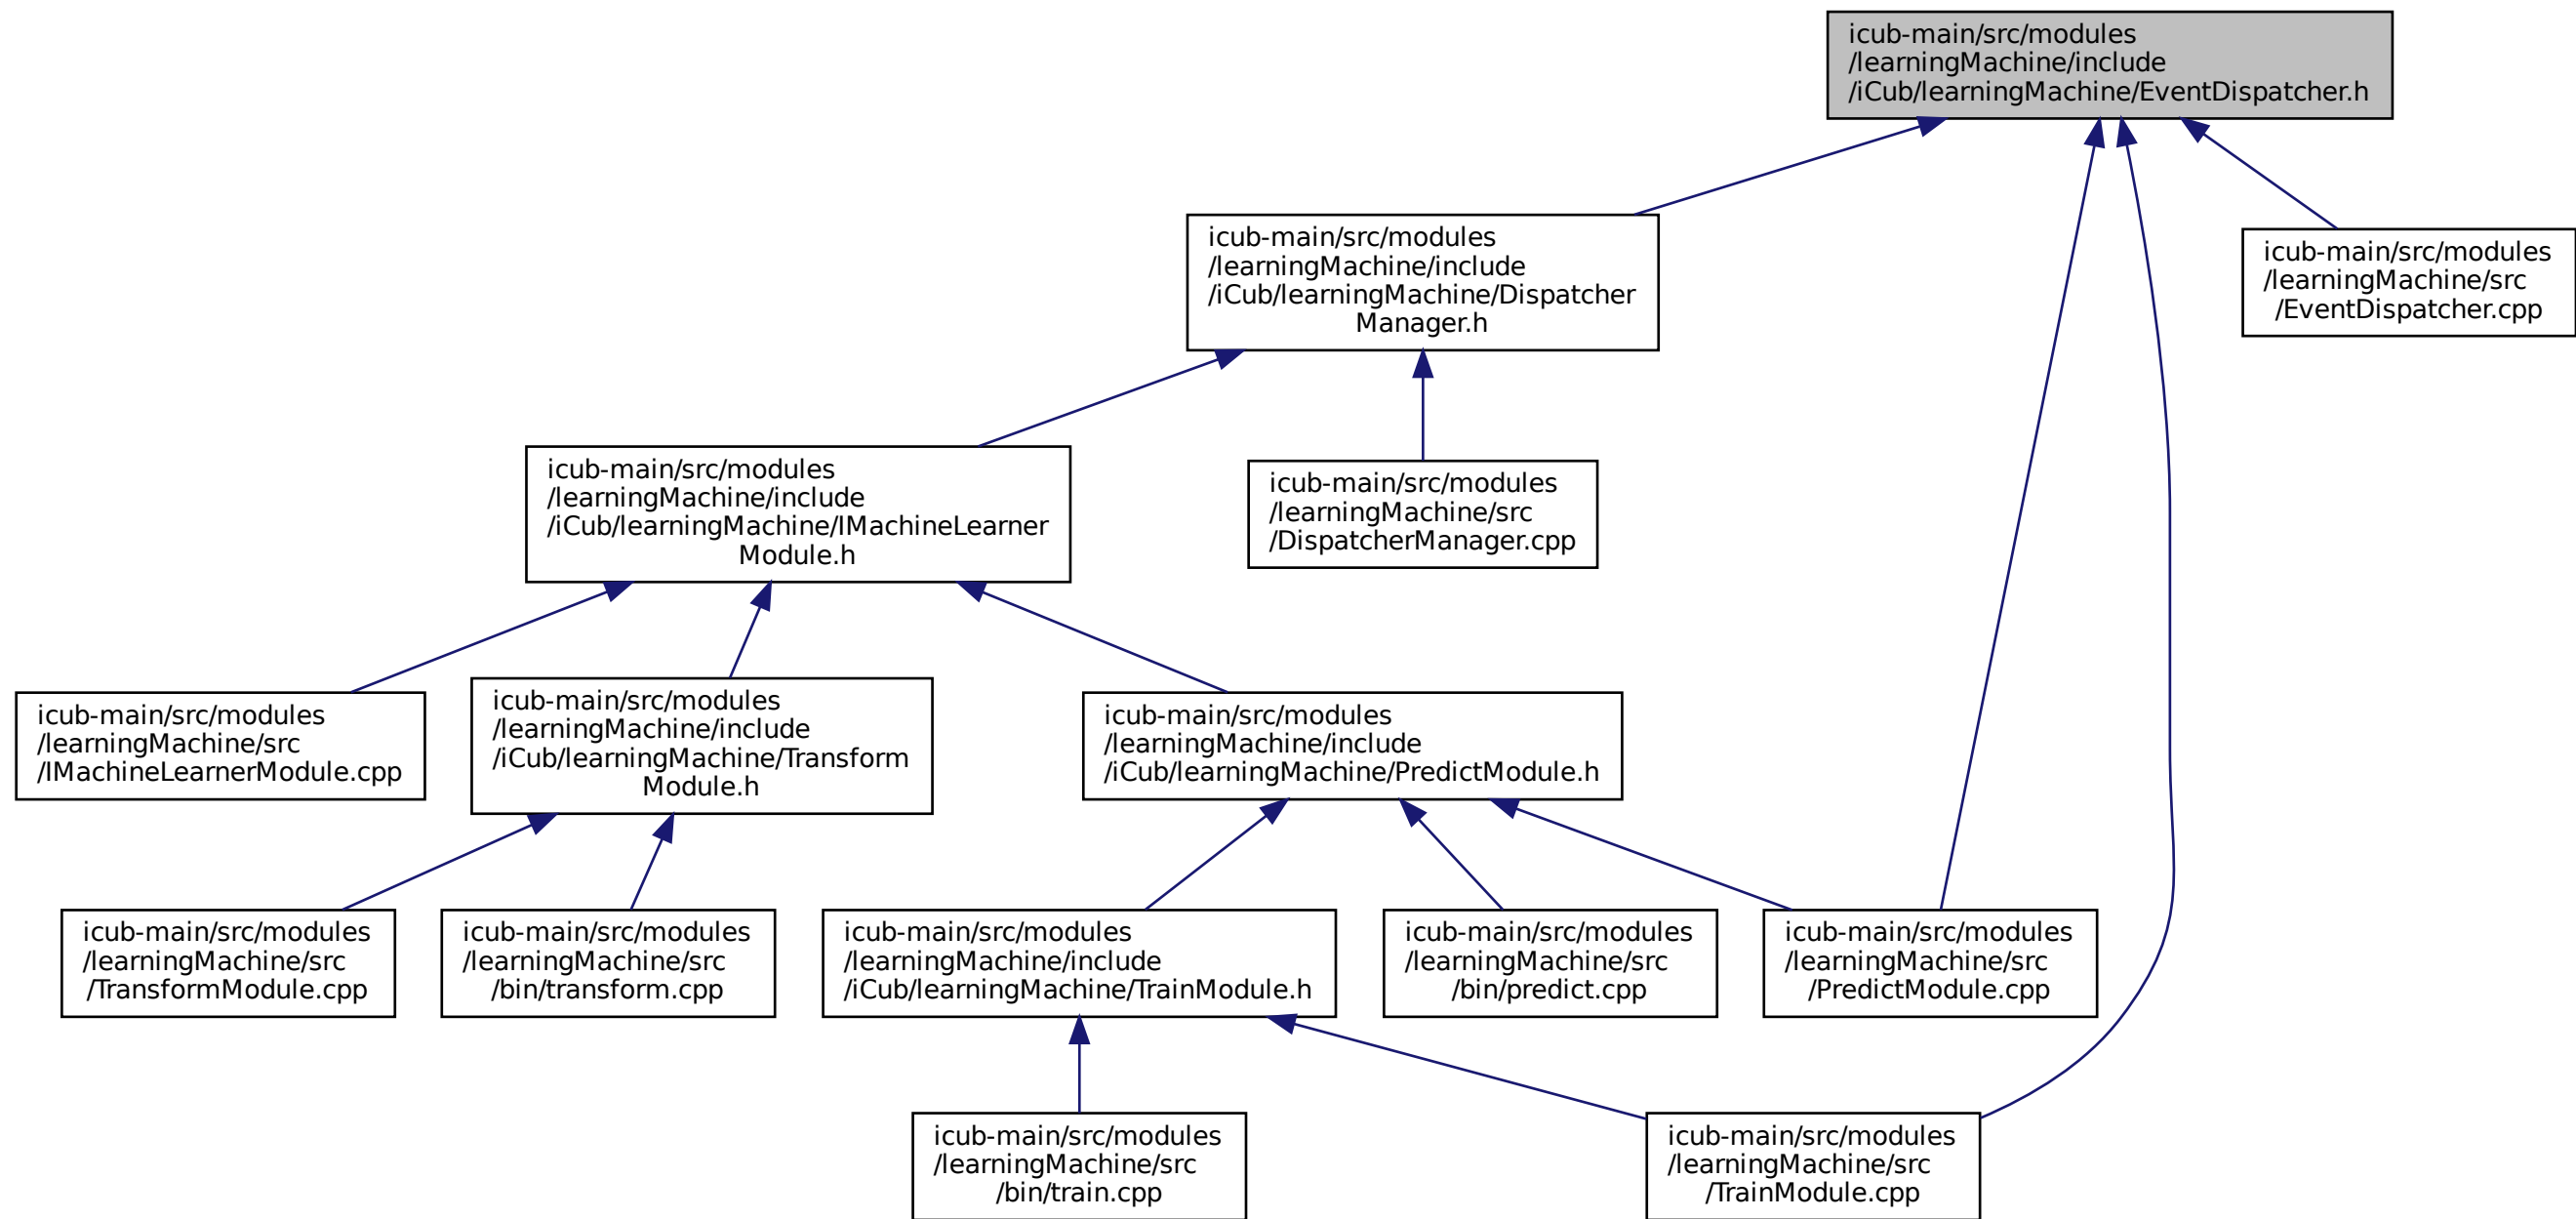 icub-main/src/modules
/learningMachine/include
/iCub/learningMachine/EventDispatcher.h
icub-main/src/modules
/learningMachine/include
/iCub/learningMachine/Dispatcher
Manager.h
icub-main/src/modules
/learningMachine/src
/EventDispatcher.cpp
icub-main/src/modules
/learningMachine/include
/iCub/learningMachine/IMachineLearner
Module.h
icub-main/src/modules
/learningMachine/src
/DispatcherManager.cpp
icub-main/src/modules
/learningMachine/src
/IMachineLearnerModule.cpp
icub-main/src/modules
/learningMachine/include
/iCub/learningMachine/Transform
Module.h
icub-main/src/modules
/learningMachine/include
/iCub/learningMachine/PredictModule.h
icub-main/src/modules
/learningMachine/src
/TransformModule.cpp
icub-main/src/modules
/learningMachine/src
/bin/transform.cpp
icub-main/src/modules
/learningMachine/include
/iCub/learningMachine/TrainModule.h
icub-main/src/modules
/learningMachine/src
/bin/predict.cpp
icub-main/src/modules
/learningMachine/src
/PredictModule.cpp
icub-main/src/modules
/learningMachine/src
/bin/train.cpp
icub-main/src/modules
/learningMachine/src
/TrainModule.cpp